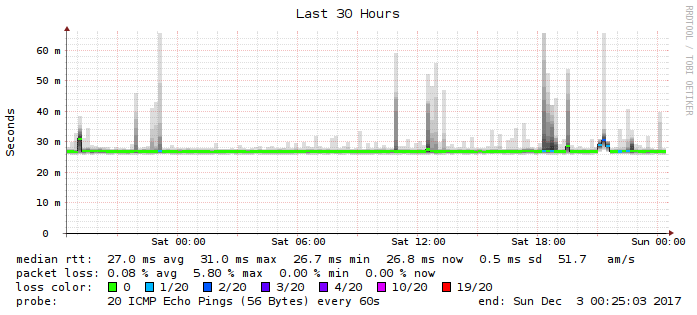 Last 30 Hours
RRDTOOL / TOBI OETIKER
Seconds
60 m
50 m
40 m
30 m
20 m
10 m
0
Sat 00:00 Sat 06:00 Sat 12:00 Sat 18:00 Sun 00:00
median rtt: 27.0 ms avg 31.0 ms max 26.7 ms min 26.8 ms now 0.5 ms sd 51.7 am/s
packet loss: 0.08 % avg 5.80 % max 0.00 % min 0.00 % now
loss color: 0 1/20 2/20 3/20 4/20 10/20 19/20
probe: 20 ICMP Echo Pings (56 Bytes) every 60s end: Sun Dec 3 00:25:03 2017